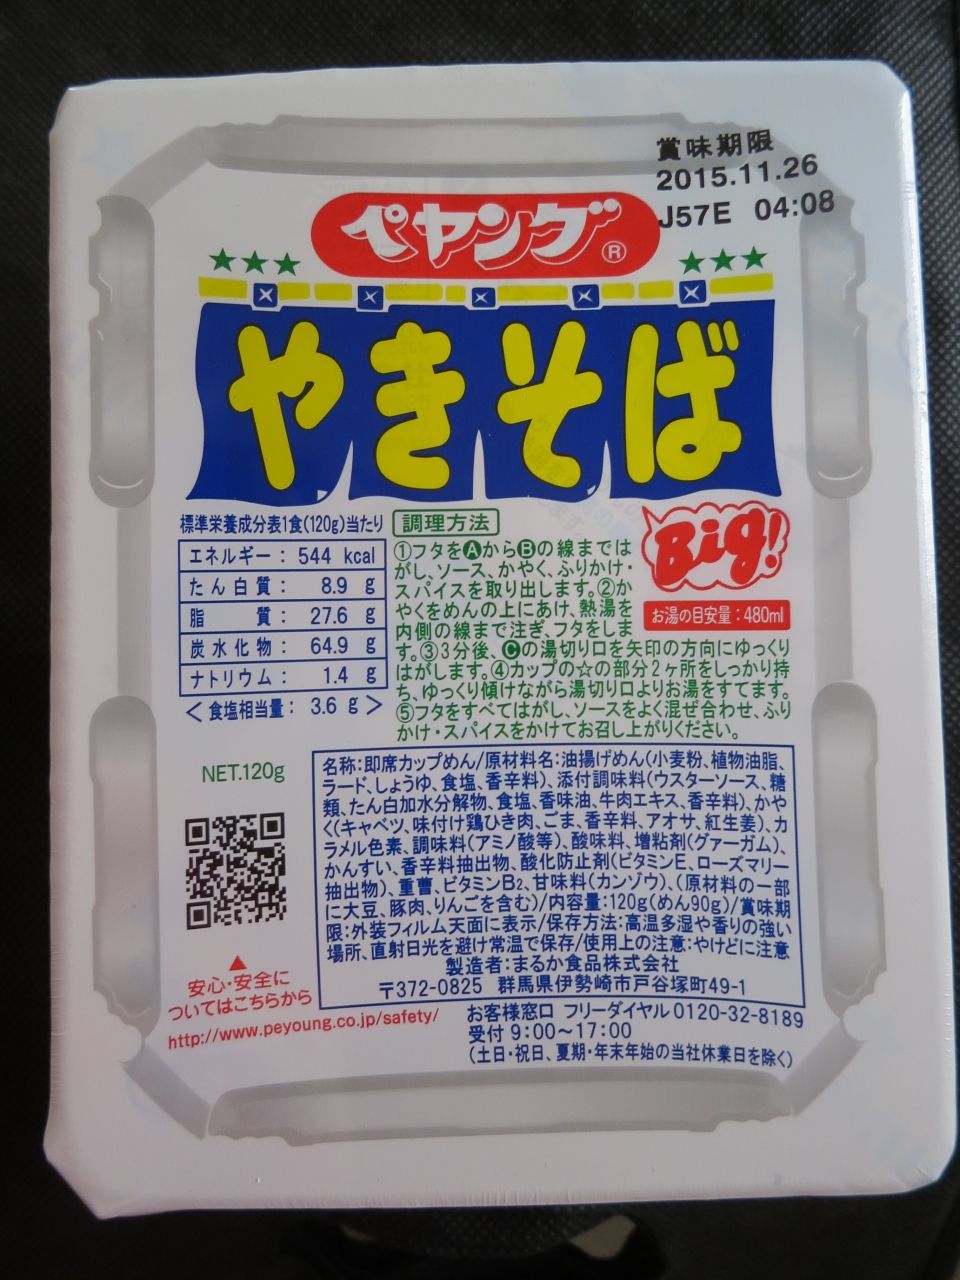 賞味期限
2015.11.26
J57E 04:08
ペヤング®
★★★ ★★★
やきそば
Big!
お湯の目安量:480ml
標準栄養成分表1食(120g)当たり
エネルギー: 544 kcal
たん白質: 8.9 g
脂質: 27.6 g
炭水化物: 64.9 g
ナトリウム: 1.4 g
<食塩相当量: 3.6 g>
調理方法
①フタをAからBの線まではがし、ソース、かやく、ふりかけ・
スパイスを取り出します。②か
やくをめんの上にあけ、熱湯を
内側の線まで注ぎ、フタをしま
す。③3分後、Cの湯切り口を矢印の方向にゆっくり
はがします。④カップの☆の部分2ヶ所をしっかり持
ち、ゆっくり傾けながら湯切り口よりお湯をすてます。
⑤フタをすべてはがし、ソースをよく混ぜ合わせ、ふり
かけ・スパイスをかけてお召し上がりください。
NET.120g
名称:即席カップめん/原材料名:油揚げめん(小麦粉、植物油脂、
ラード、しょうゆ、食塩、香辛料)、添付調味料(ウスターソース、糖
類、たん白加水分解物、食塩、香味油、牛肉エキス、香辛料)、かや
く(キャベツ、味付け鶏ひき肉、ごま、香辛料、アオサ、紅生姜)、カ
ラメル色素、調味料(アミノ酸等)、酸味料、増粘剤(グァーガム)、
かんすい、香辛料抽出物、酸化防止剤(ビタミンE、ローズマリー
抽出物)、重曹、ビタミンB₂、甘味料(カンゾウ)、(原材料の一部
に大豆、豚肉、りんごを含む)/内容量:120g(めん90g)/賞味期
限:外装フィルム天面に表示/保存方法:高温多湿や香りの強い
場所、直射日光を避け常温で保存/使用上の注意:やけどに注意
製造者:まるか食品株式会社
〒372-0825 群馬県伊勢崎市戸谷塚町49-1
安心・安全に
ついてはこちらから
http://www.peyoung.co.jp/safety/
お客様窓口 フリーダイヤル0120-32-8189
受付 9:00〜17:00
(土日・祝日、夏期・年末年始の当社休業日を除く)